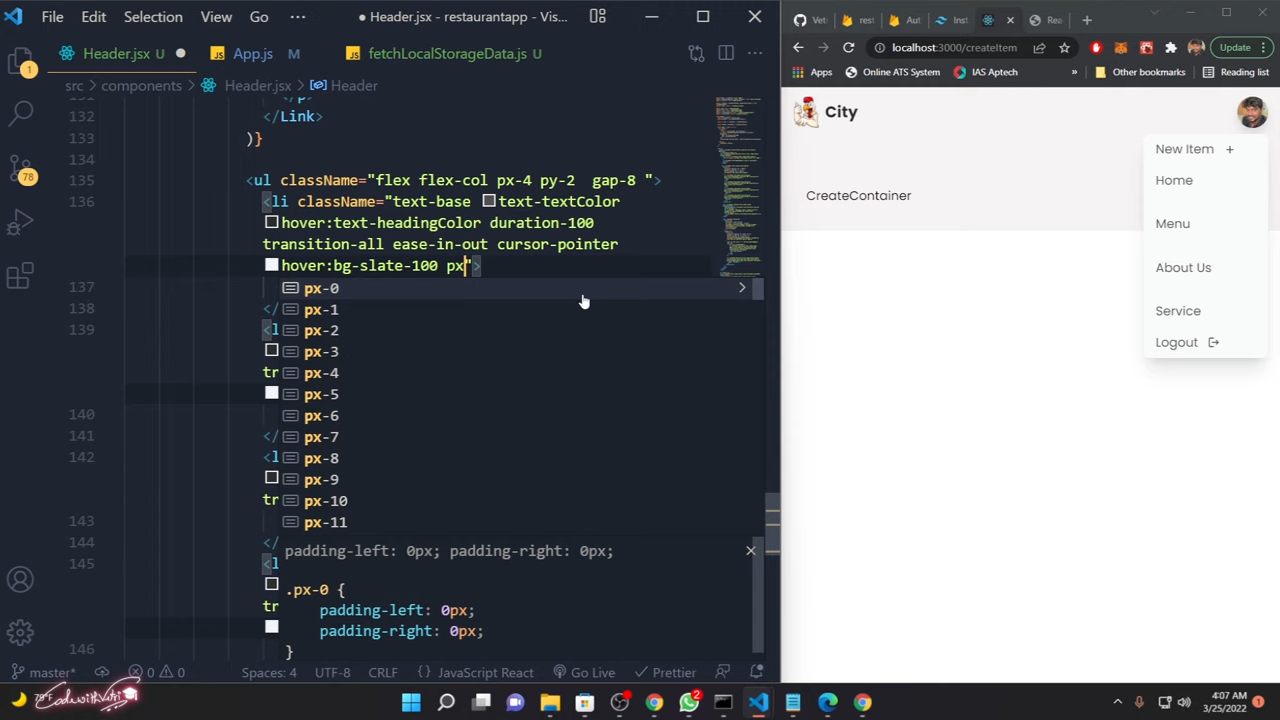 File Edit Selection View Go ··· ● Header.jsx - restaurantapp - Vis...
Header.jsx U ● App.js M fetchLocalStorageData.js U
src > components > Header.jsx > Header
132 </Link>
133 )}
134
135 <ul className="flex flex-col px-4 py-2 gap-8 ">
136 <li className="text-base text-textColor
hover:text-headingColor duration-100
transition-all ease-in-out cursor-pointer
hover:bg-slate-100 px">
137
139
140
141
142
143
144
145
146
px-0
px-1
px-2
px-3
px-4
px-5
px-6
px-7
px-8
px-9
px-10
px-11
padding-left: 0px; padding-right: 0px;
.px-0 {
padding-left: 0px;
padding-right: 0px;
}
master* 0 0 Spaces: 4 UTF-8 CRLF JavaScript React Go Live Prettier
localhost:3000/createItem
Update
Apps Online ATS System IAS Aptech » Other bookmarks Reading list
City
New Item +
Home
Menu
About Us
Service
Logout
CreateContainer
78°F
4:07 AM
3/25/2022